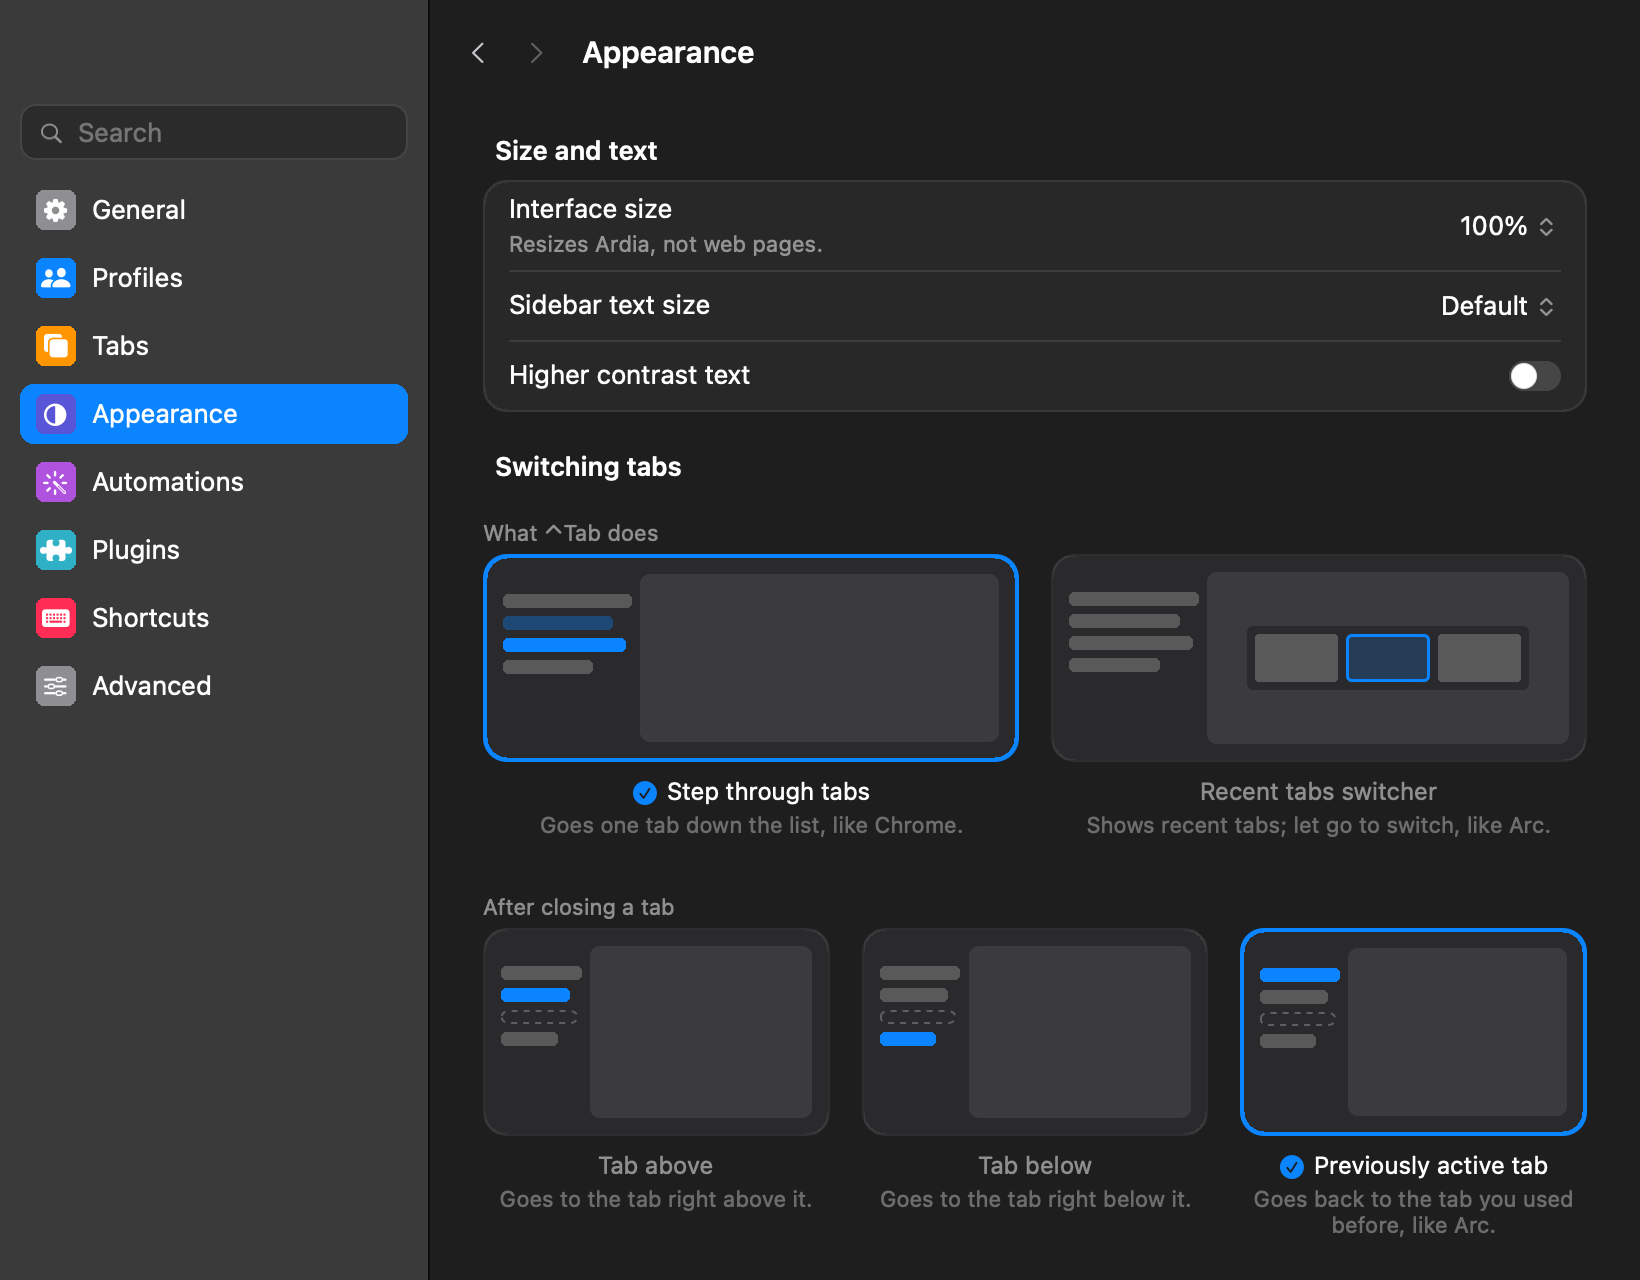 Appearance
Search
General
Profiles
Tabs
Appearance
Automations
Plugins
Shortcuts
Advanced
Size and text
Interface size
Resizes Ardia, not web pages.
100%
Sidebar text size
Default
Higher contrast text
Switching tabs
What ^Tab does
Step through tabs
Goes one tab down the list, like Chrome.
Recent tabs switcher
Shows recent tabs; let go to switch, like Arc.
After closing a tab
Tab above
Goes to the tab right above it.
Tab below
Goes to the tab right below it.
Previously active tab
Goes back to the tab you used
before, like Arc.